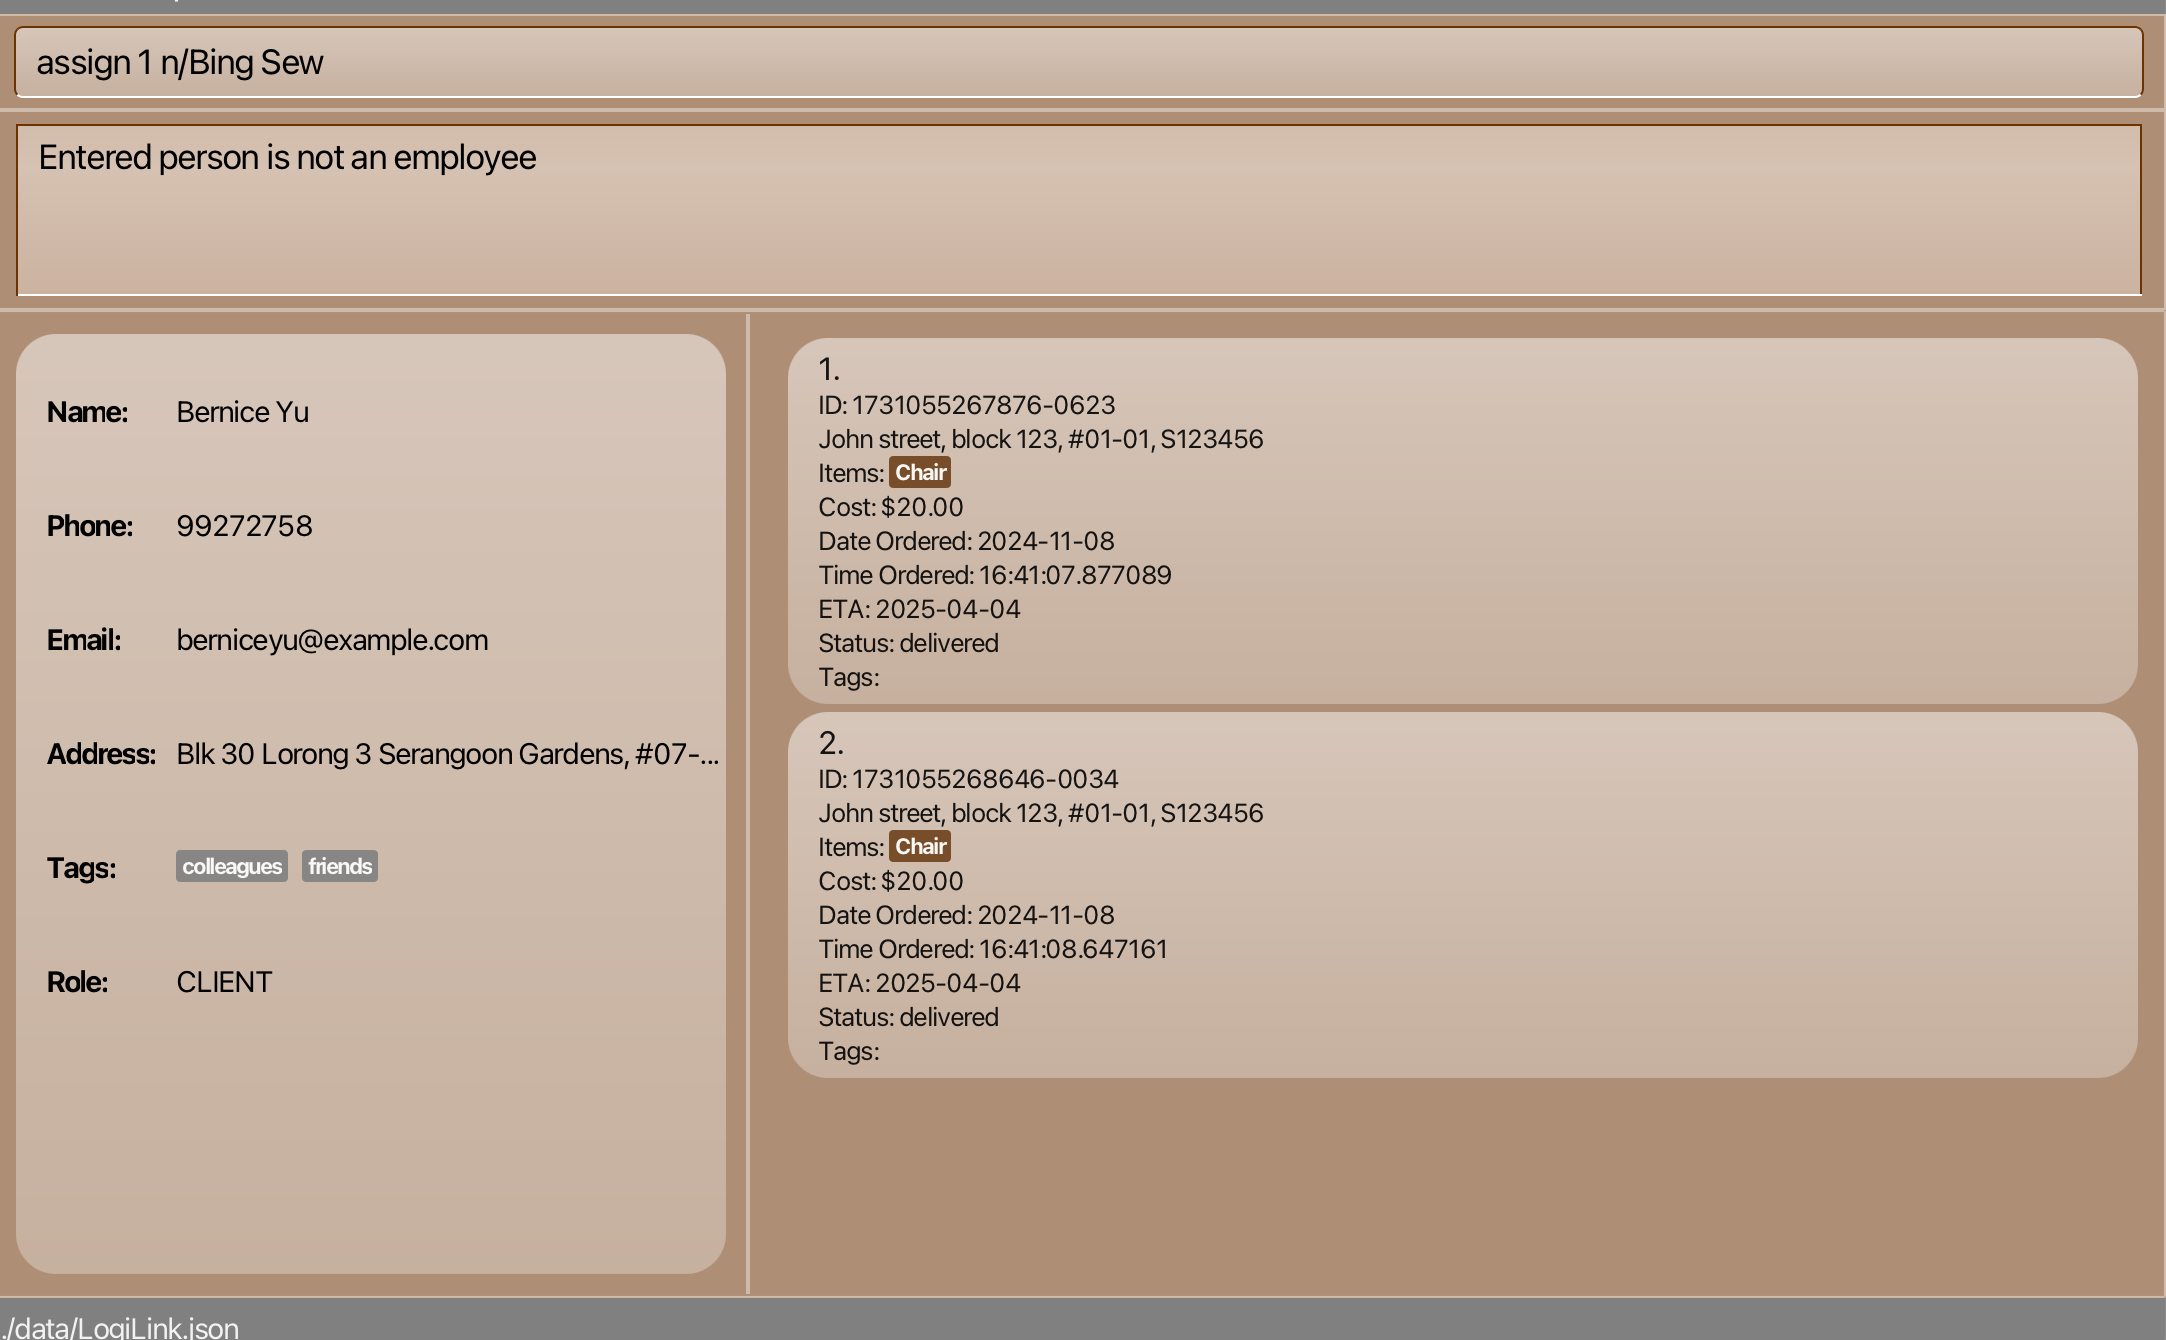 assign 1 n/Bing Sew
Entered person is not an employee
Name: Bernice Yu
Phone: 99272758
Email: berniceyu@example.com
Address: Blk 30 Lorong 3 Serangoon Gardens, #07-...
Tags: colleagues friends
Role: CLIENT
1.
ID: 1731055267876-0623
John street, block 123, #01-01, S123456
Items: Chair
Cost: $20.00
Date Ordered: 2024-11-08
Time Ordered: 16:41:07.877089
ETA: 2025-04-04
Status: delivered
Tags:
2.
ID: 1731055268646-0034
John street, block 123, #01-01, S123456
Items: Chair
Cost: $20.00
Date Ordered: 2024-11-08
Time Ordered: 16:41:08.647161
ETA: 2025-04-04
Status: delivered
Tags:
./data/LogiLink.json